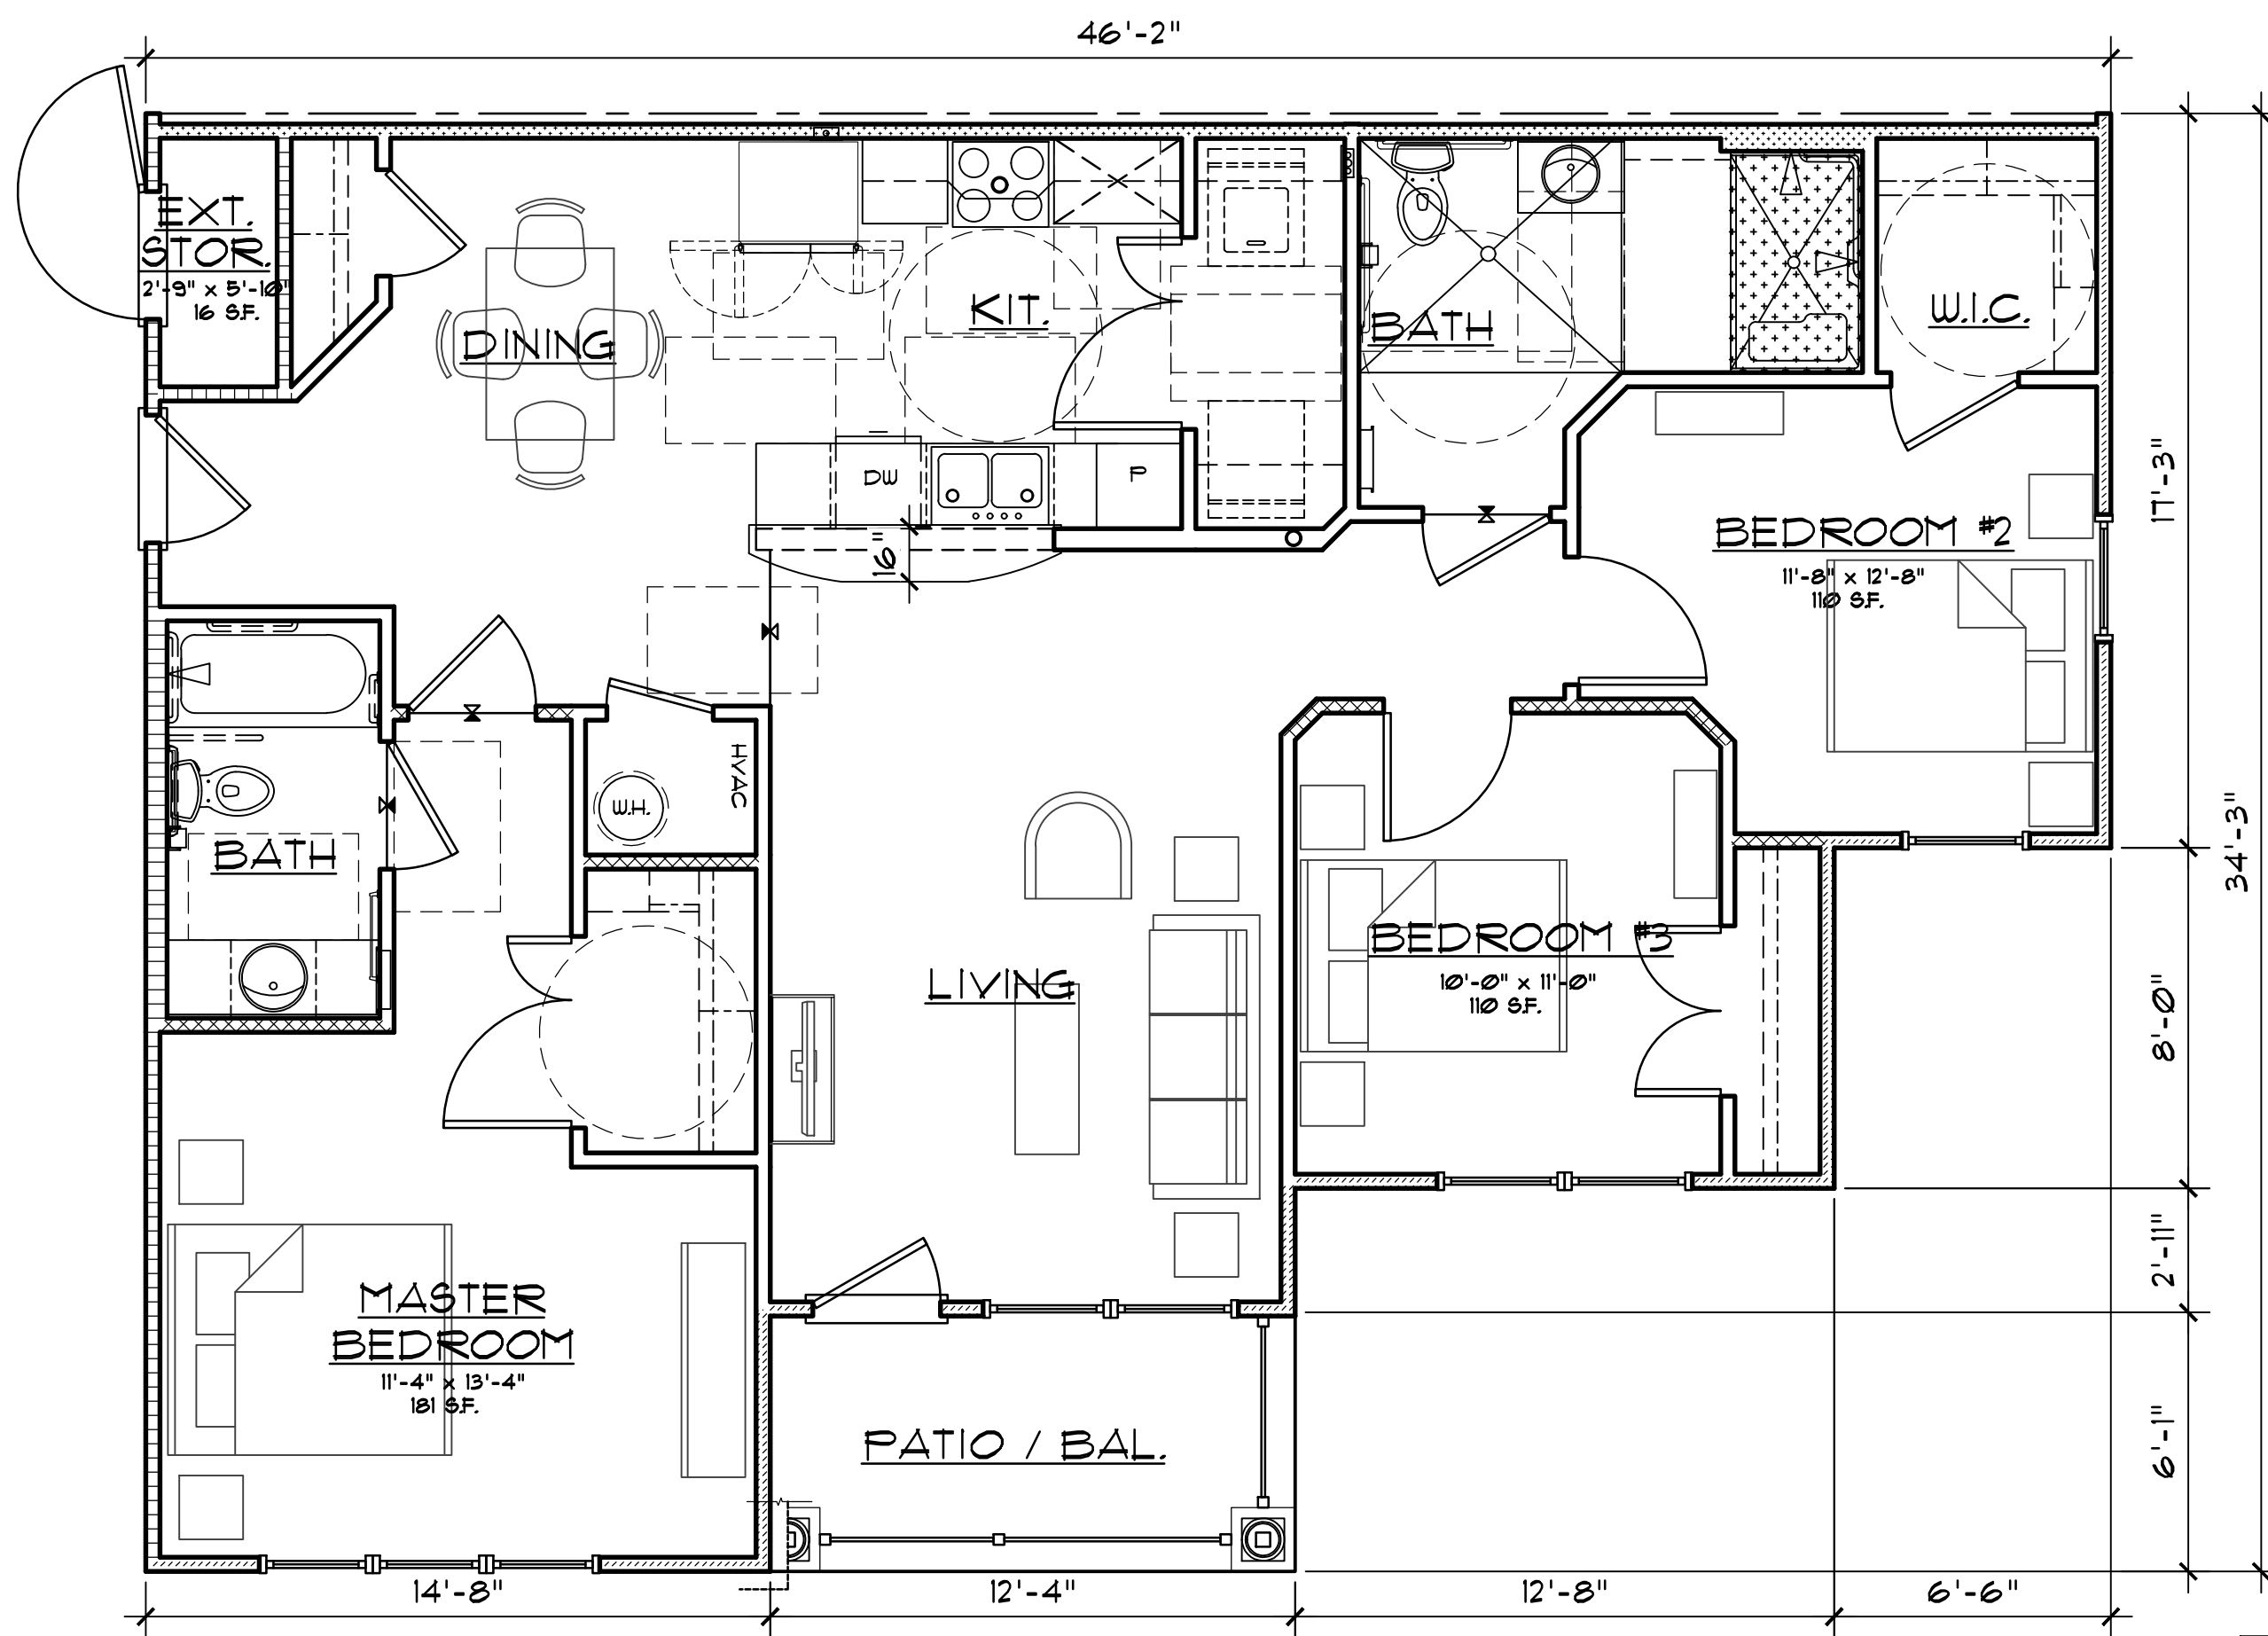 46'-2"
EXT.
STOR.
2'-9" x 5'-10"
16 S.F.
DINING
KIT.
BATH
W.I.C.
DW
P
16"
BEDROOM #2
11'-8" x 12'-8"
110 S.F.
17'-3"
34'-3"
HVAC
W.H.
BATH
LIVING
BEDROOM #3
10'-0" x 11'-0"
110 S.F.
8'-0"
2'-11"
MASTER
BEDROOM
11'-4" x 13'-4"
181 S.F.
PATIO / BAL.
6'-1"
14'-8"
12'-4"
12'-8"
6'-6"